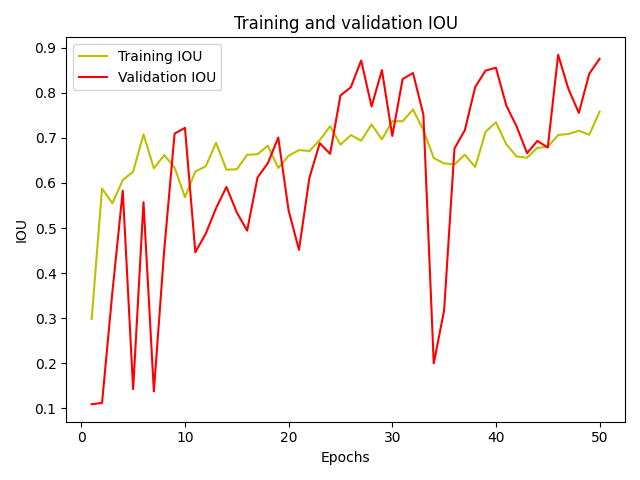 Training and validation IOU
Training IOU
Validation IOU
IOU
0.9
0.8
0.7
0.6
0.5
0.4
0.3
0.2
0.1
0 10 20 30 40 50
Epochs